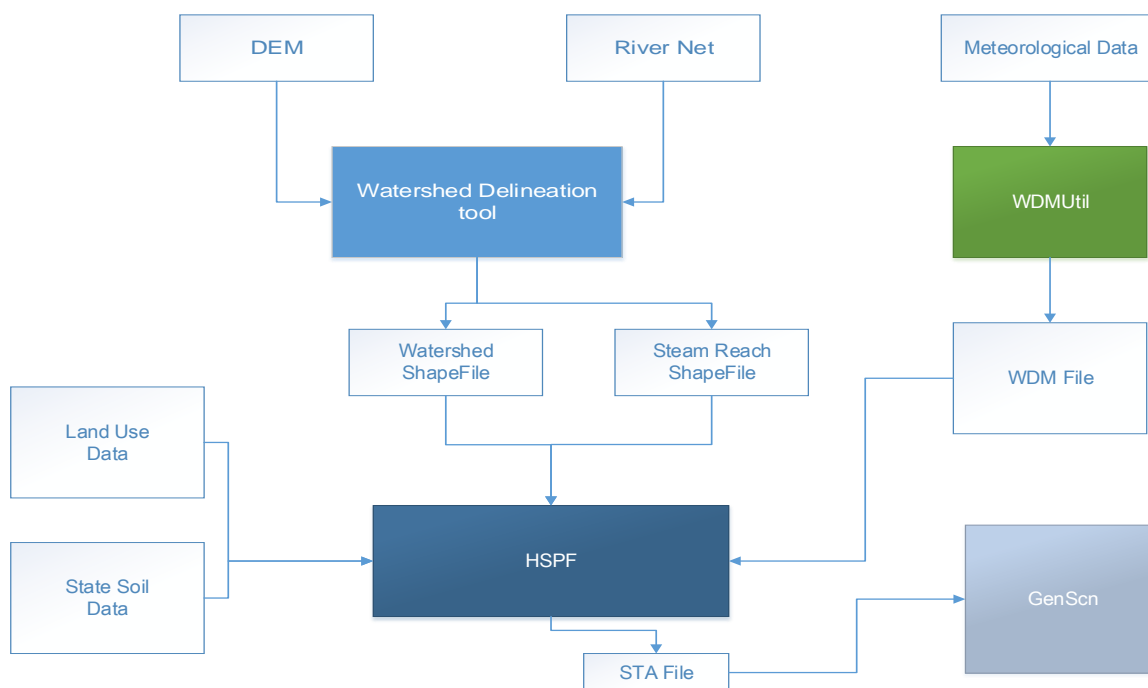 DEM
River Net
Meteorological Data
Watershed Delineation
tool
WDMUtil
Watershed
ShapeFile
Steam Reach
ShapeFile
WDM File
Land Use
Data
HSPF
State Soil
Data
GenScn
STA File